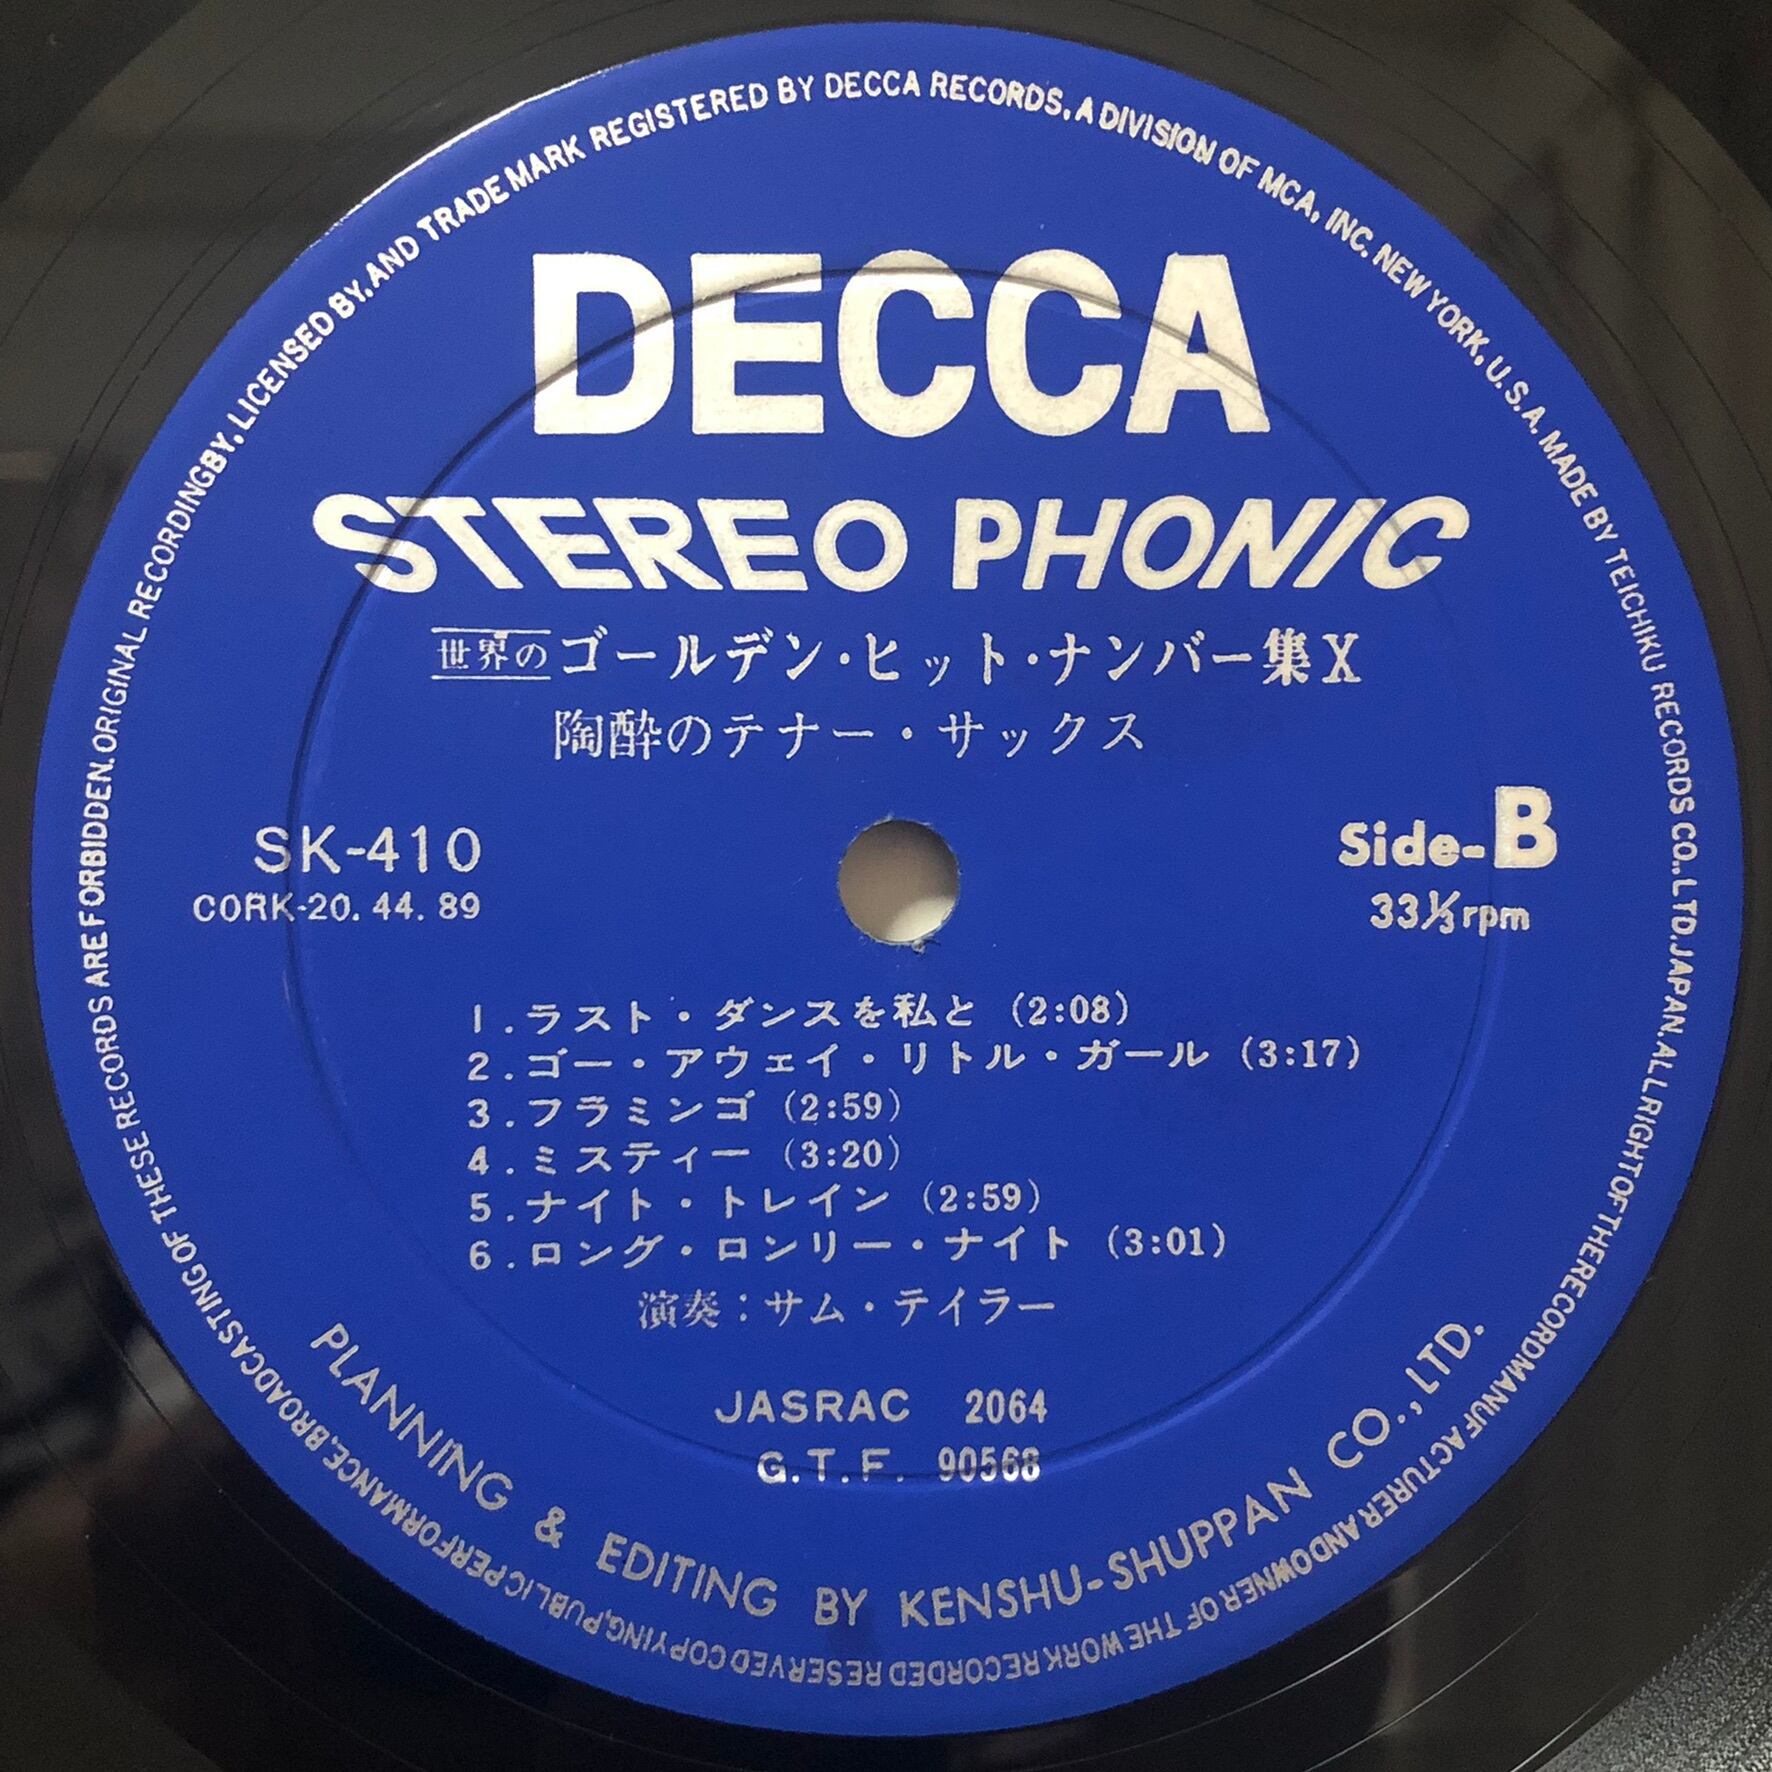 DECCA
STEREO PHONIC
世界の ゴールデン・ヒット・ナンバー集 X
陶酔のテナー・サックス
SK-410
CORK-20. 44. 89
Side-B
33⅓rpm
1.ラスト・ダンスを私と (2:08)
2.ゴー・アウェイ・リトル・ガール (3:17)
3.フラミンゴ (2:59)
4.ミスティー (3:20)
5.ナイト・トレイン (2:59)
6.ロング・ロンリー・ナイト (3:01)
演奏:サム・テイラー
JASRAC 2064
G.T.F. 90568
PLANNING & EDITING BY KENSHU-SHUPPAN CO.,LTD.
ORIGINAL RECORDINGBY, LICENSED BY, AND TRADE MARK REGISTERED BY DECCA RECORDS, A DIVISION OF MCA, INC. NEW YORK, U.S.A. MADE BY TEICHIKU RECORDS CO., LTD. JAPAN. ALL RIGHT OF THE RECORD MANUFACTURER AND OWNER OF THE WORK RECORDED RESERVED COPYING, PUBLIC PERFORMANCE, BROADCASTING OF THESE RECORDS ARE FORBIDDEN.